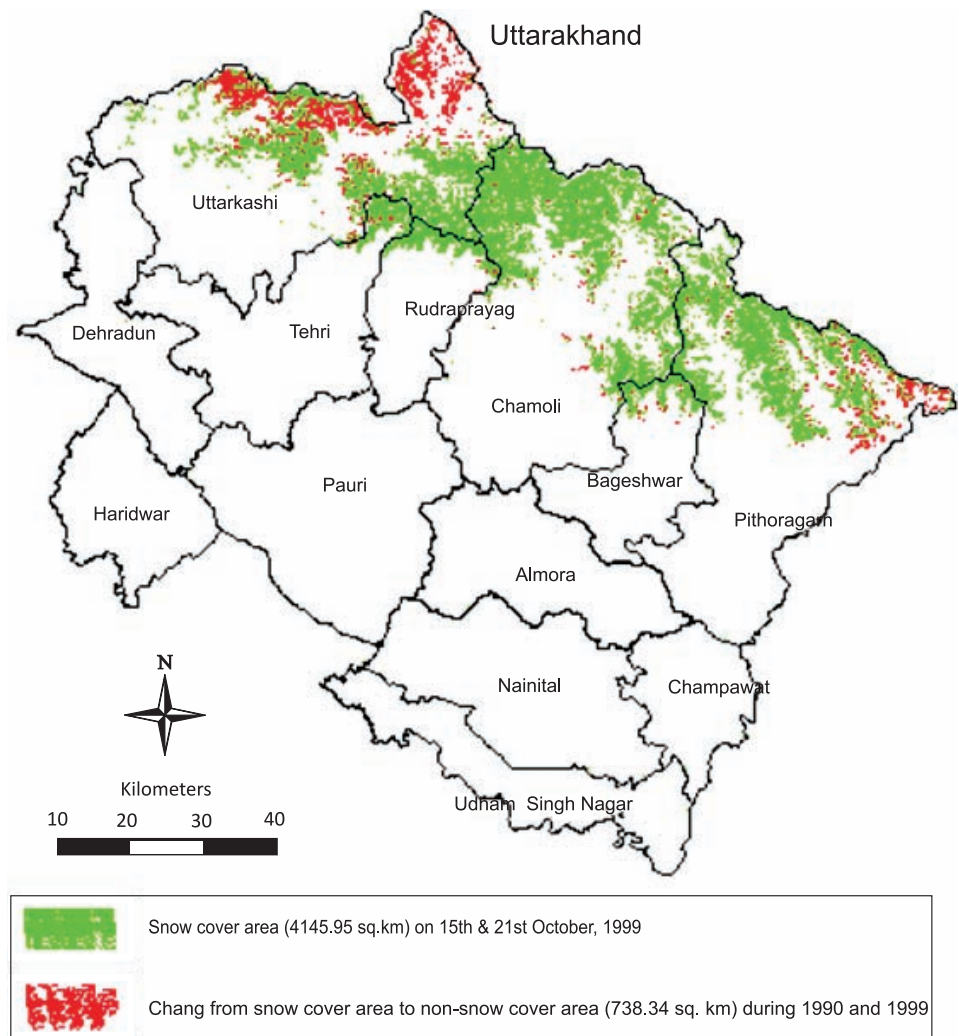 Uttarakhand
Uttarkashi
Dehradun
Tehri
Rudraprayag
Chamoli
Haridwar
Pauri
Bageshwar
Pithoragarh
Almora
N
Nainital
Champawat
Kilometers
10 20 30 40
Udham Singh Nagar
Snow cover area (4145.95 sq.km) on 15th & 21st October, 1999
Chang from snow cover area to non-snow cover area (738.34 sq. km) during 1990 and 1999